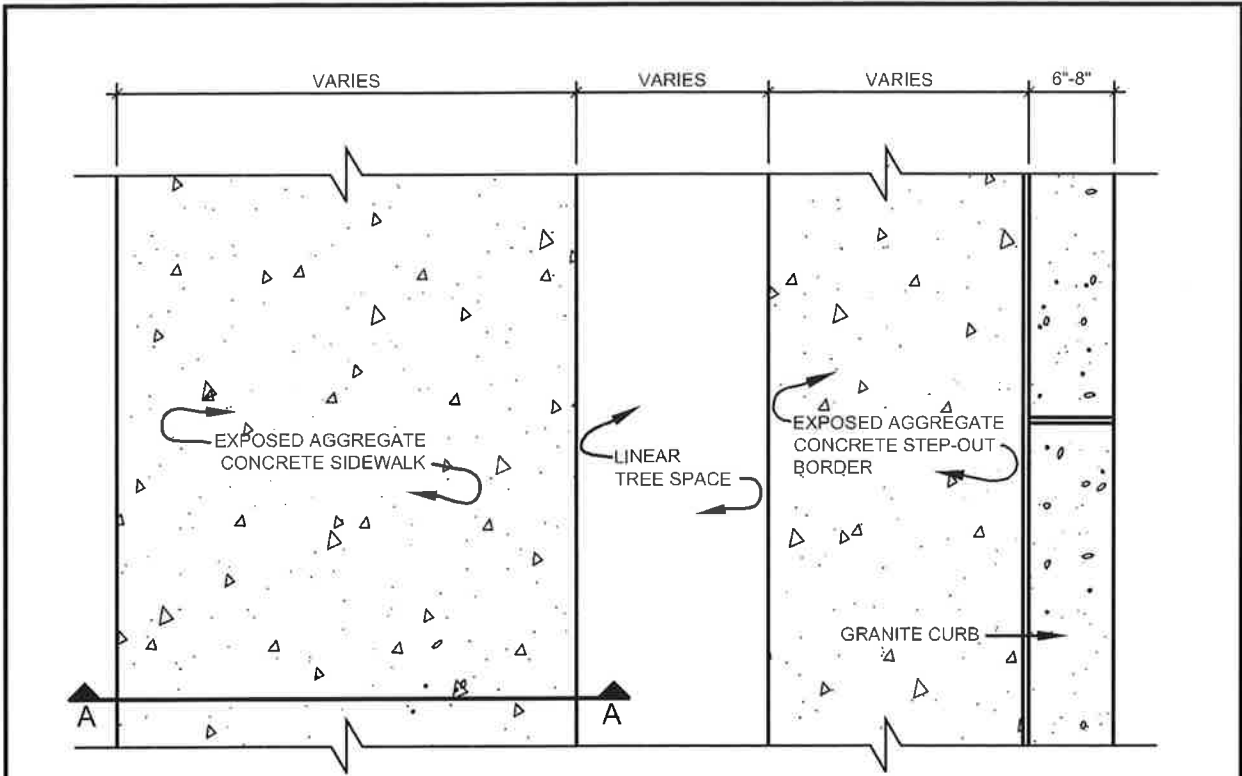 VARIES
VARIES
VARIES
6"-8"
EXPOSED AGGREGATE
CONCRETE SIDEWALK
LINEAR
TREE SPACE
EXPOSED AGGREGATE
CONCRETE STEP-OUT
BORDER
GRANITE CURB
A
A